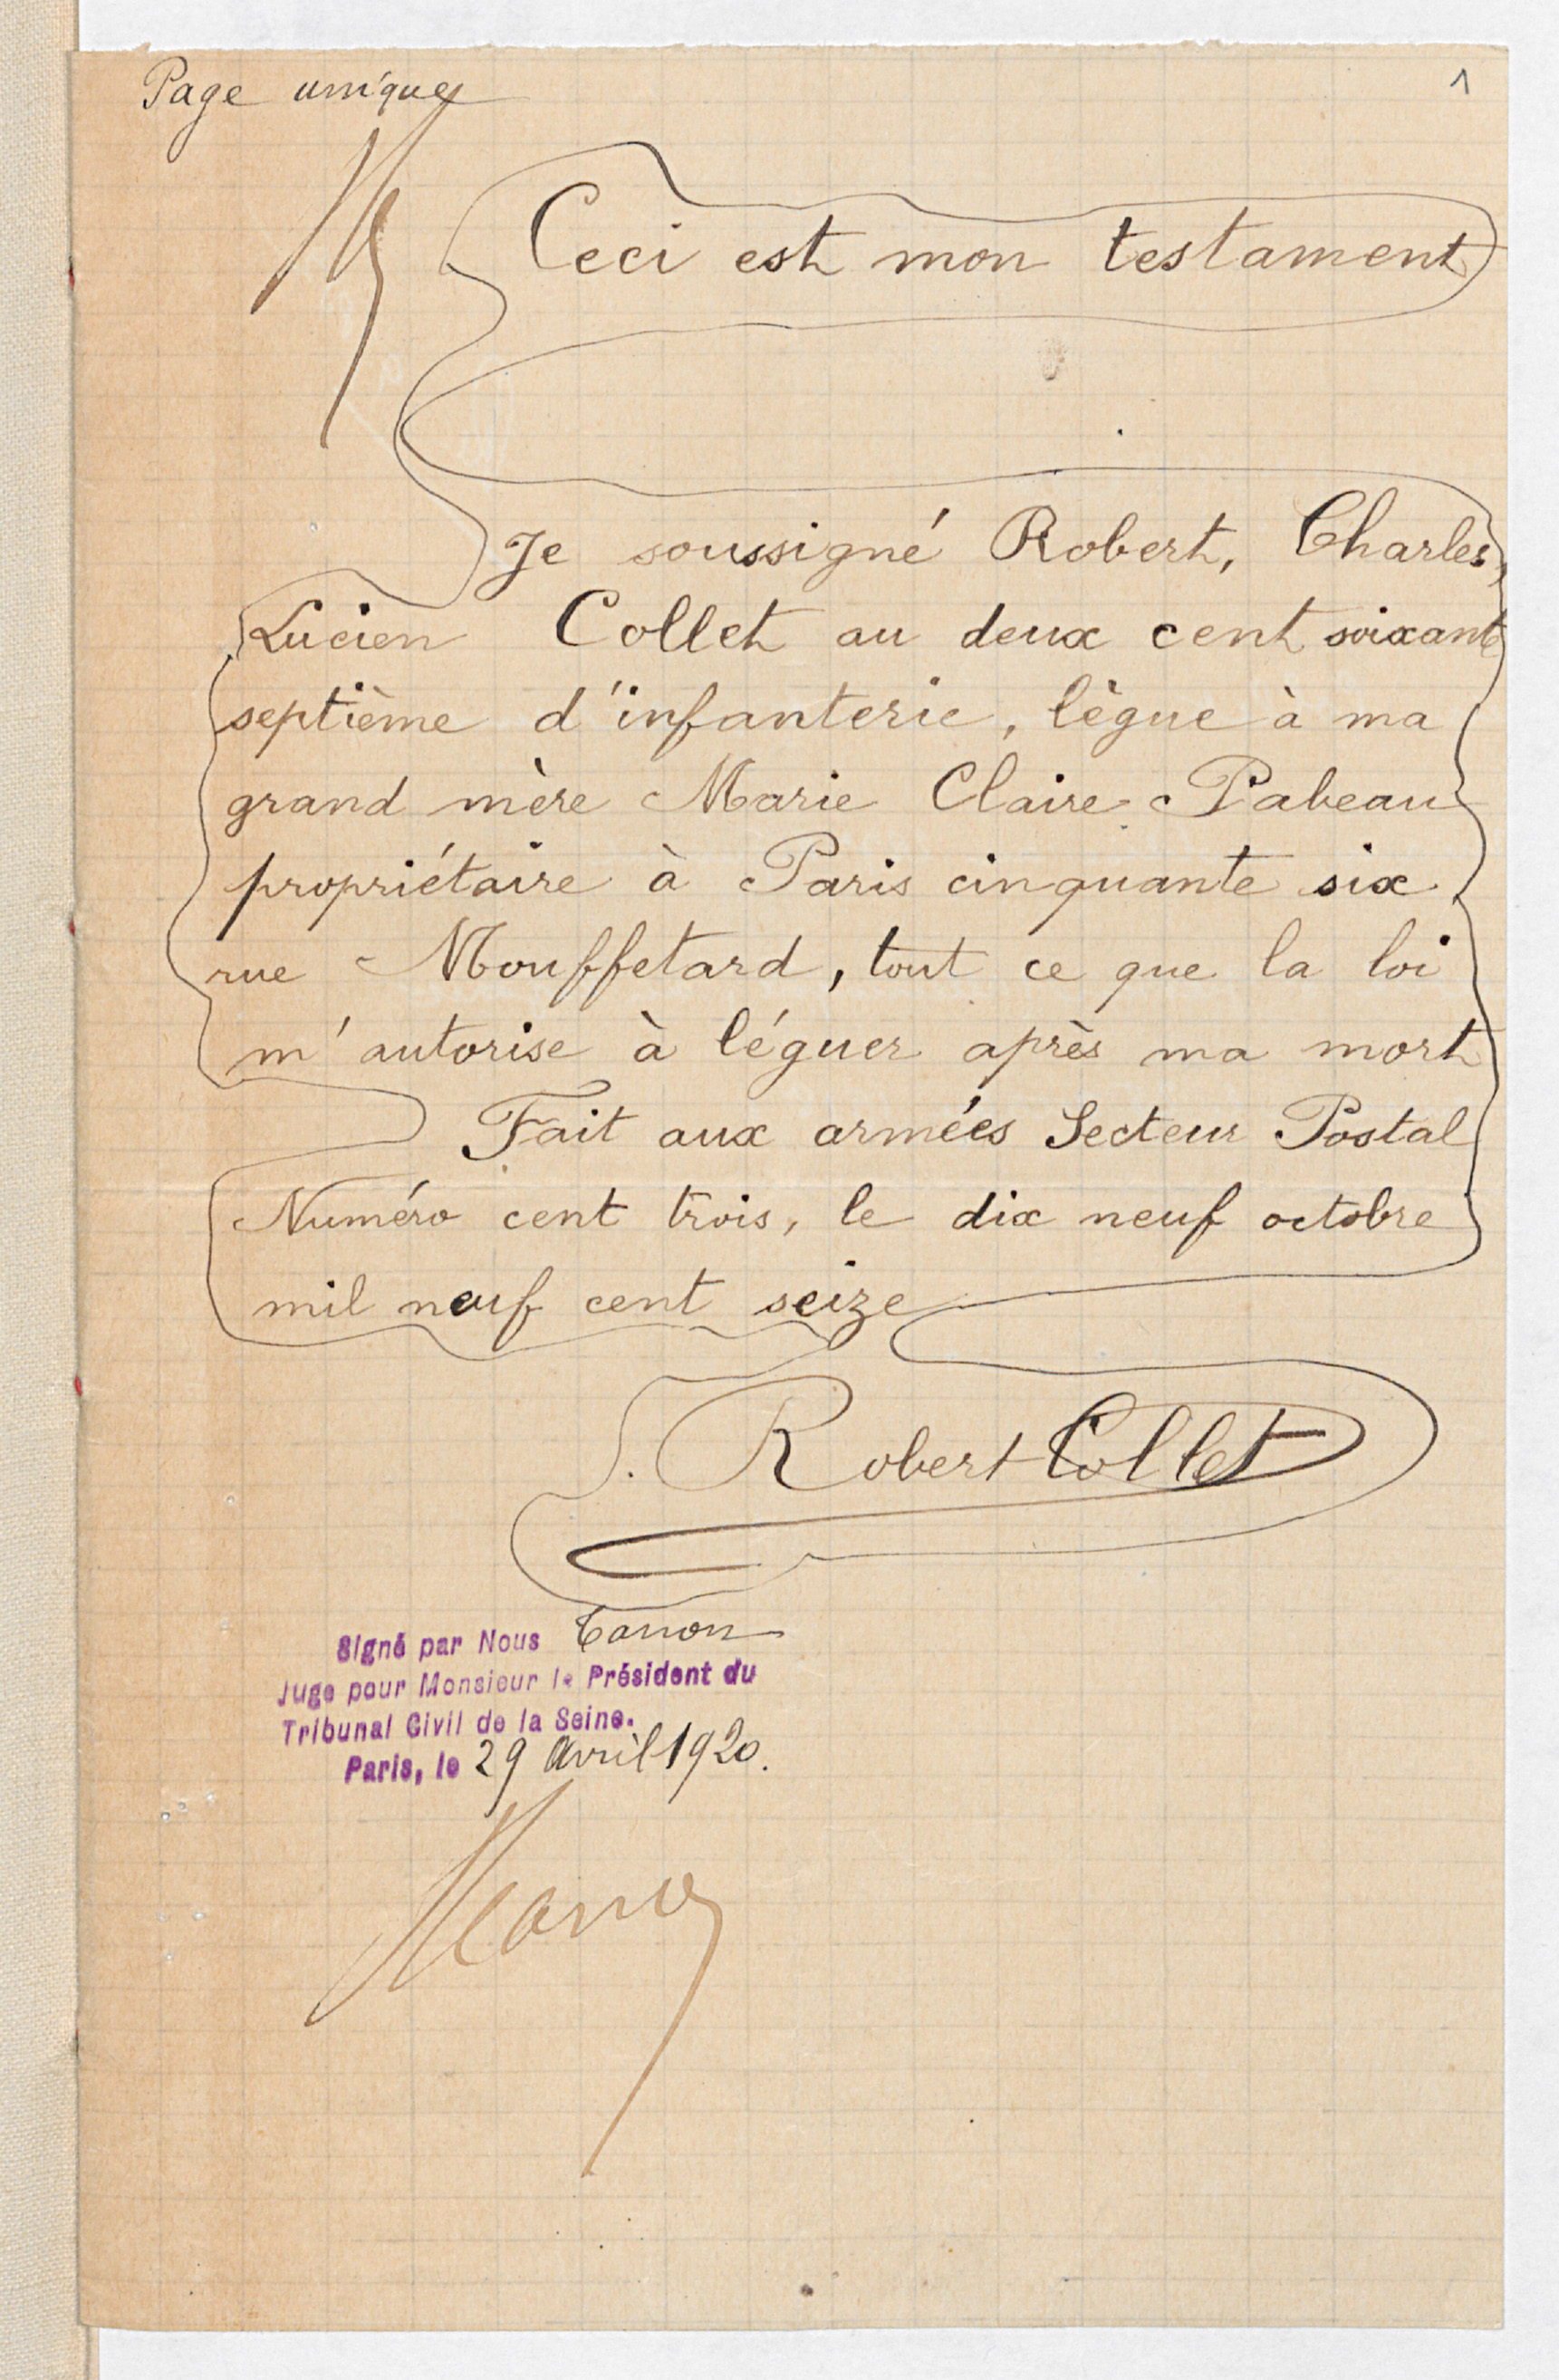 Page unique
1
Ceci est mon testament
Je soussigné Robert, Charles,
Lucien Collet au deux cent soixante
septième d'infanterie, lègue à ma
grand mère Marie Claire Pabeau
propriétaire à Paris cinquante six
rue Mouffetard, tout ce que la loi
m'autorise à léguer après ma mort
Fait aux armées Secteur Postal
Numéro cent trois, le dix neuf octobre
mil neuf cent seize
Robert Collet
Signé par Nous
Juge pour Monsieur le Président du
Tribunal Civil de la Seine.
Paris, le 29 avril 1920.